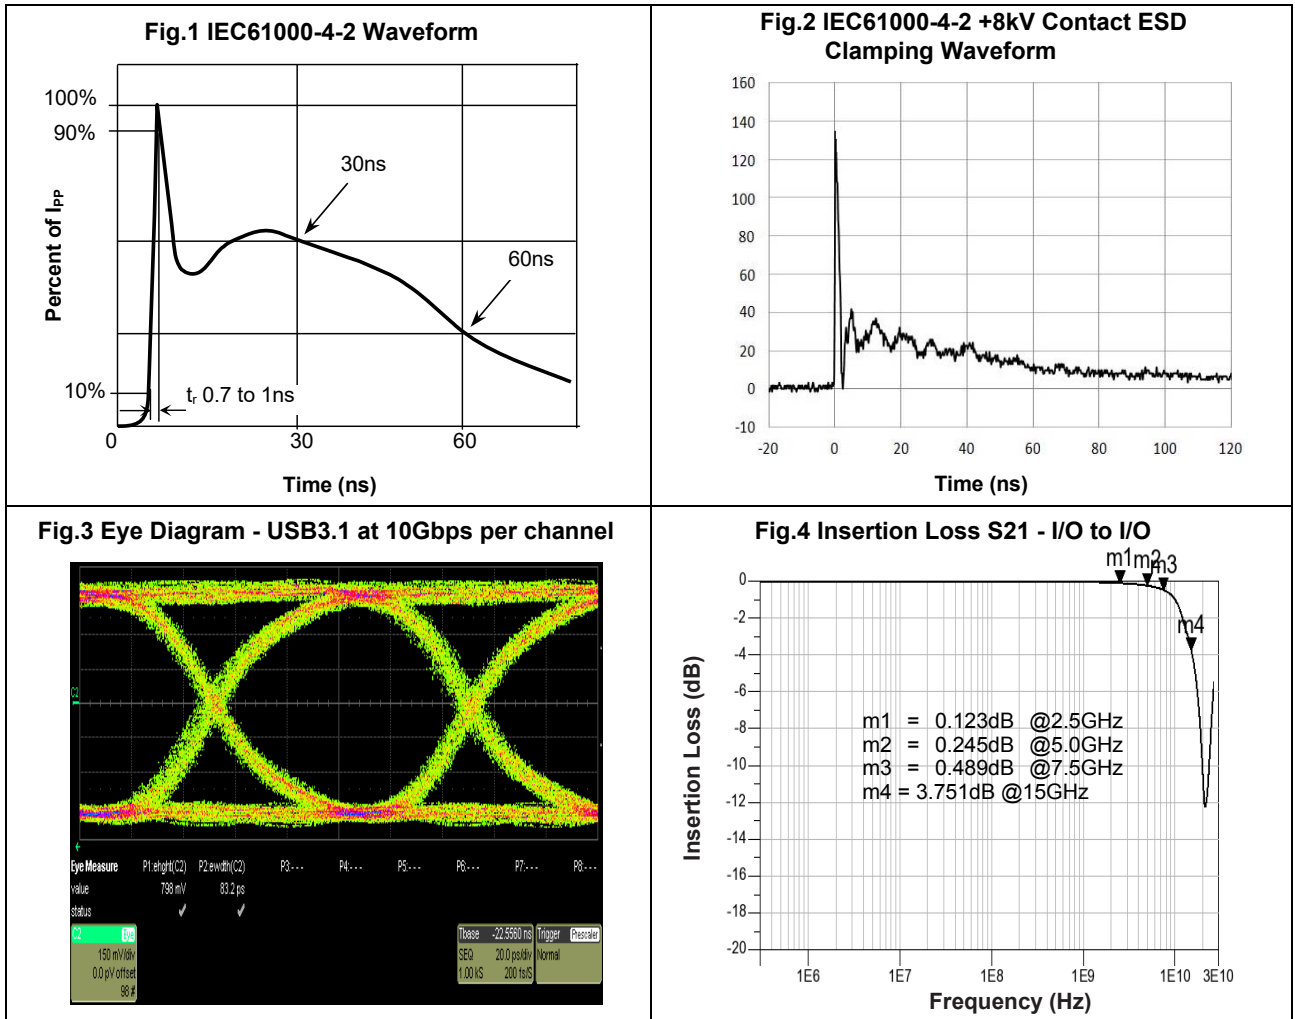 Fig.1 IEC61000-4-2 Waveform
100%
90%
30ns
60ns
10%
tr 0.7 to 1ns
0 30 60
Percent of IPP
Time (ns)
Fig.2 IEC61000-4-2 +8kV Contact ESD
Clamping Waveform
160
140
120
100
80
60
40
20
0
-10
-20 0 20 40 60 80 100 120
Time (ns)
Fig.3 Eye Diagram - USB3.1 at 10Gbps per channel
C2
Eye Measure P1:ehght(C2) P2:ewdth(C2) P3:--- P4:--- P5:--- P6:--- P7:--- P8:---
value 798 mV 83.2 ps
status
C2 Eye
150 mV/div
0.0 pV offset
98 #
Tbase -22.5560 ns
SEQ 20.0 ps/div
1.00 kS 200 fs/S
Trigger Prescaler
Normal
Fig.4 Insertion Loss S21 - I/O to I/O
m1 m2 m3
m4
0
-2
-4
-6
-8
-10
-12
-14
-16
-18
-20
m1 = 0.123dB @2.5GHz
m2 = 0.245dB @5.0GHz
m3 = 0.489dB @7.5GHz
m4 = 3.751dB @15GHz
1E6 1E7 1E8 1E9 1E10 3E10
Insertion Loss (dB)
Frequency (Hz)